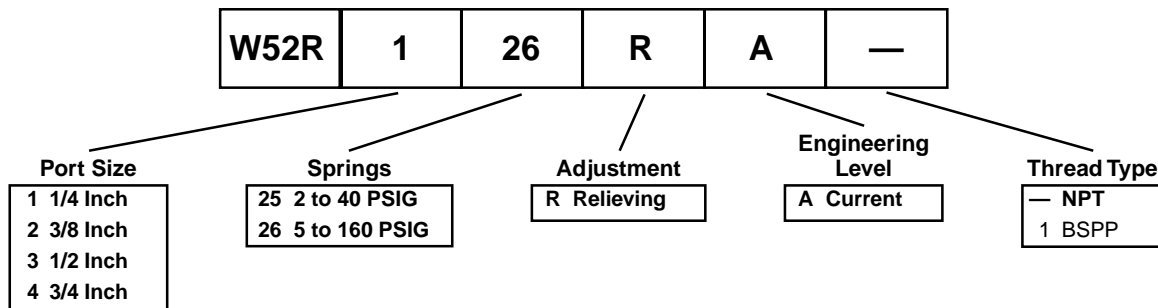 W52R 1 26 R A —
Port Size
1 1/4 Inch
2 3/8 Inch
3 1/2 Inch
4 3/4 Inch
Springs
25 2 to 40 PSIG
26 5 to 160 PSIG
Adjustment
R Relieving
Engineering
Level
A Current
Thread Type
— NPT
1 BSPP